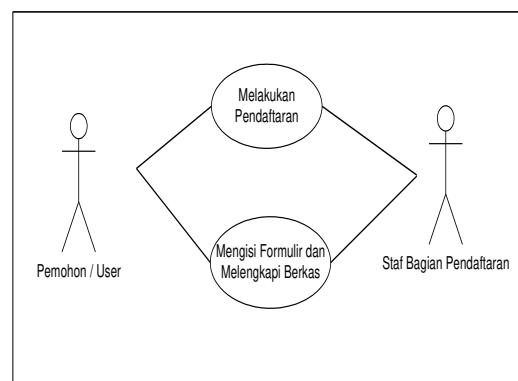 Melakukan
Pendaftaran
Pemohon / User
Mengisi Formulir dan
Melengkapi Berkas
Staf Bagian Pendaftaran